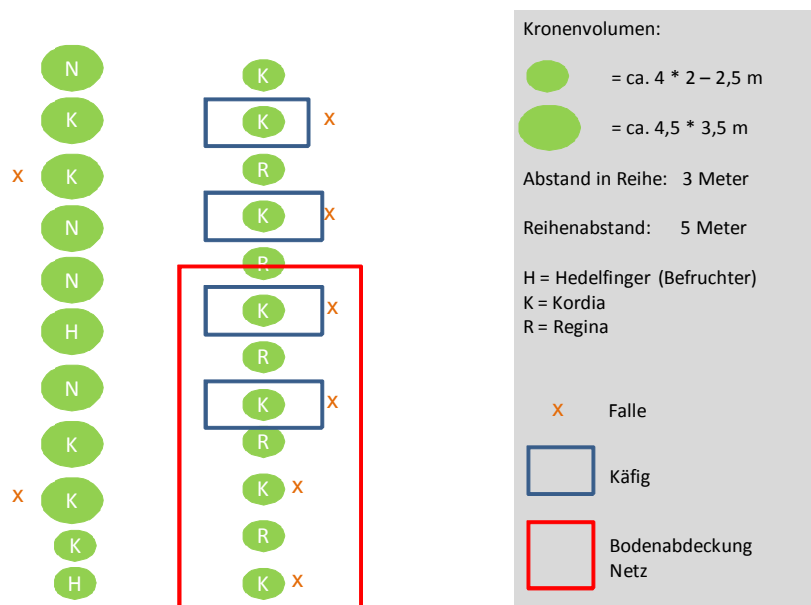 N
K
x K
N
N
H
N
K
x K
K
H
K
K x
R
K x
R
K x
R
K x
R
K x
R
K x
Kronenvolumen:
= ca. 4 * 2 – 2,5 m
= ca. 4,5 * 3,5 m
Abstand in Reihe: 3 Meter
Reihenabstand: 5 Meter
H = Hedelfinger (Befruchter)
K = Kordia
R = Regina
x Falle
Käfig
Bodenabdeckung
Netz